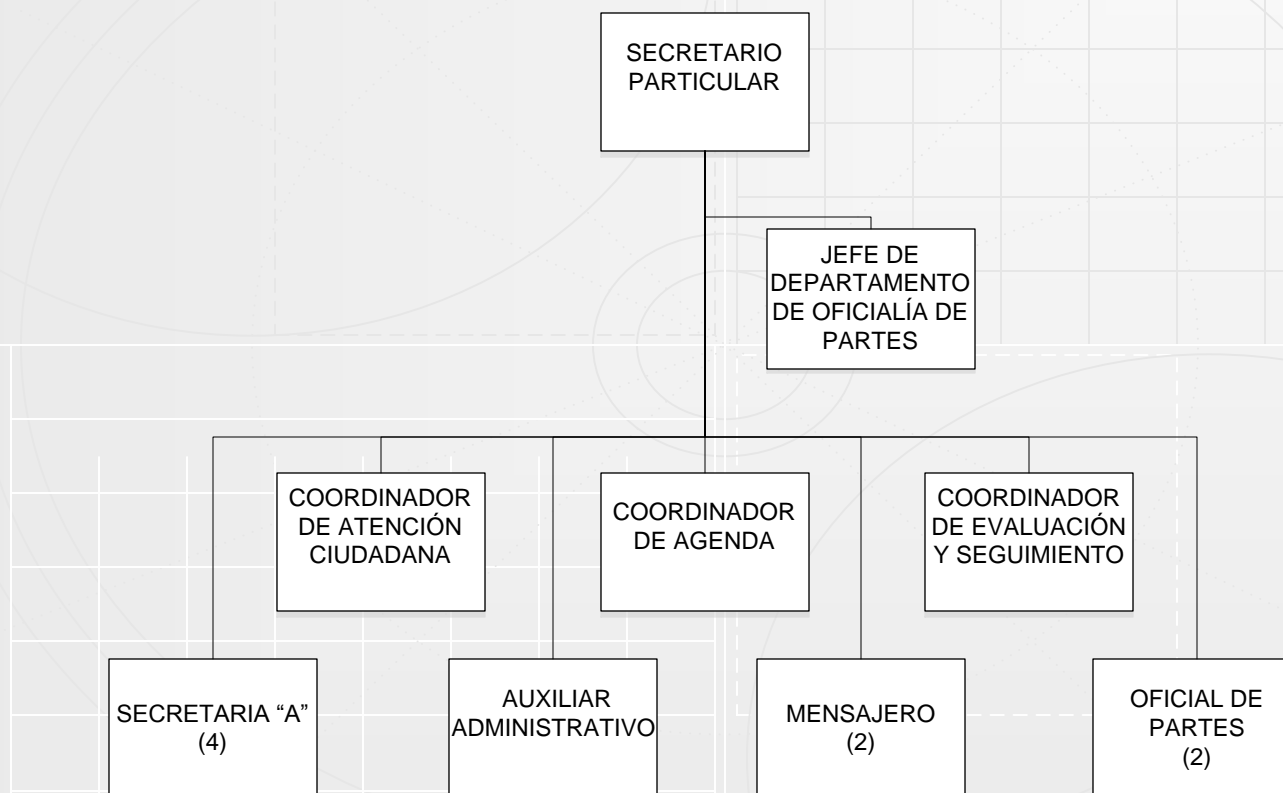 SECRETARIO
PARTICULAR
JEFE DE
DEPARTAMENTO
DE OFICIALÍA DE
PARTES
COORDINADOR
DE ATENCIÓN
CIUDADANA
COORDINADOR
DE AGENDA
COORDINADOR
DE EVALUACIÓN
Y SEGUIMIENTO
SECRETARIA “A”
(4)
AUXILIAR
ADMINISTRATIVO
MENSAJERO
(2)
OFICIAL DE
PARTES
(2)